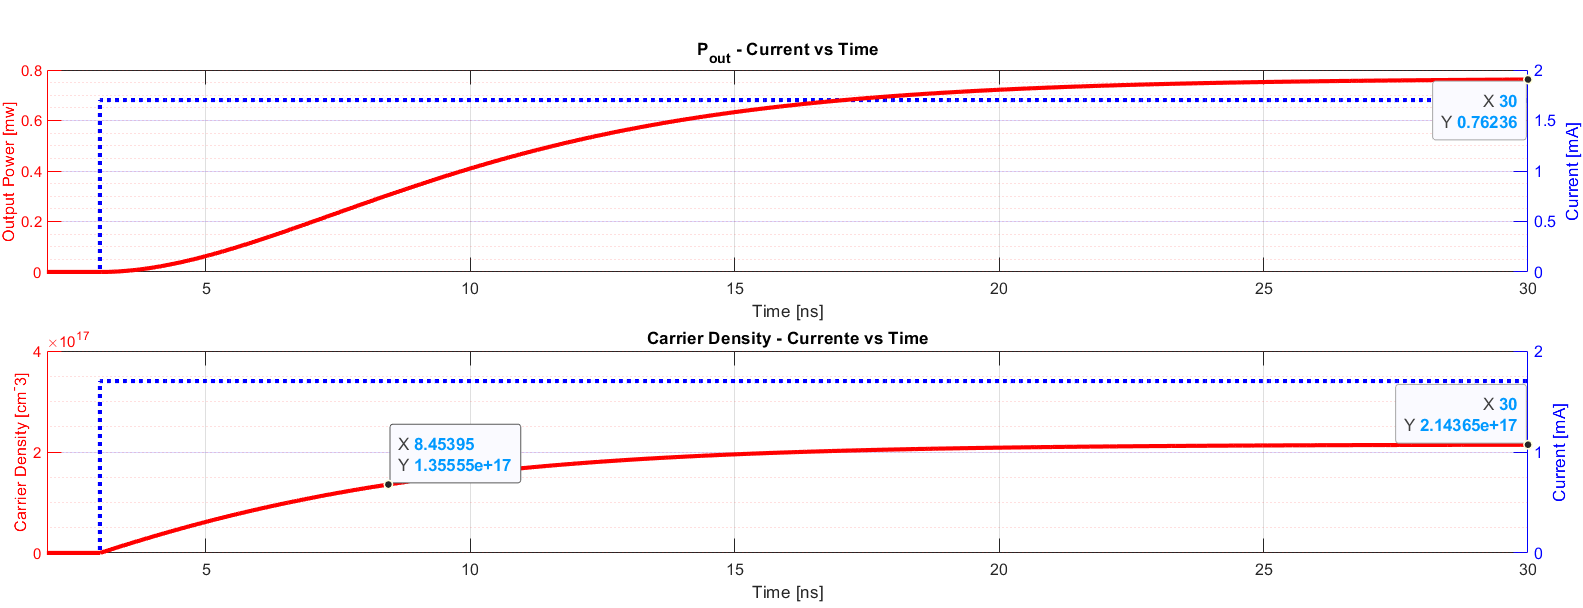 P_out - Current vs Time
Output Power [mw]
0.8
0.6
0.4
0.2
0
2
1.5
1
0.5
0
Current [mA]
X 30
Y 0.76236
5 10 15 20 25 30
Time [ns]
Carrier Density - Currente vs Time
×10^17
Carrier Density [cm^-3]
4
2
0
2
1
0
Current [mA]
X 8.45395
Y 1.35555e+17
X 30
Y 2.14365e+17
5 10 15 20 25 30
Time [ns]